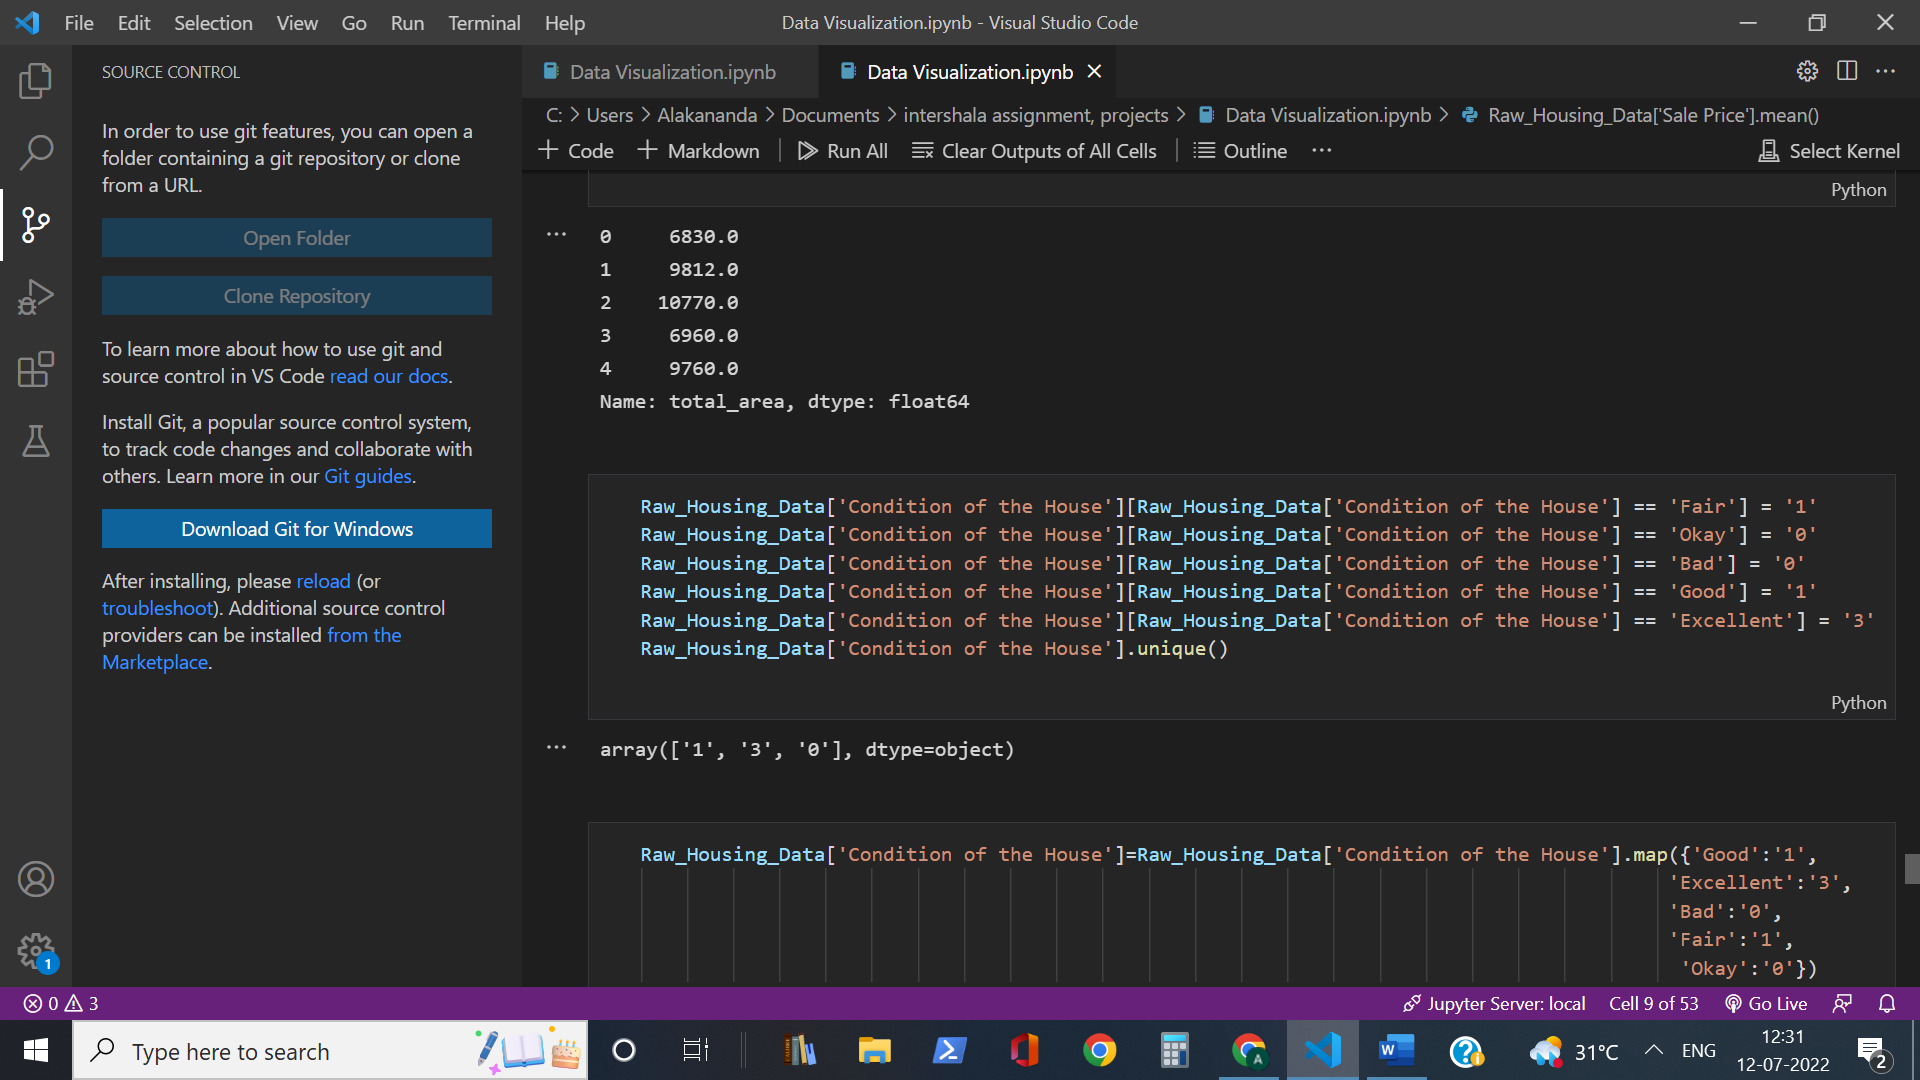 File Edit Selection View Go Run Terminal Help
Data Visualization.ipynb - Visual Studio Code
SOURCE CONTROL
In order to use git features, you can open a
folder containing a git repository or clone
from a URL.
Open Folder
Clone Repository
To learn more about how to use git and
source control in VS Code read our docs.
Install Git, a popular source control system,
to track code changes and collaborate with
others. Learn more in our Git guides.
Download Git for Windows
After installing, please reload (or
troubleshoot). Additional source control
providers can be installed from the
Marketplace.
1
Data Visualization.ipynb
Data Visualization.ipynb
C: > Users > Alakananda > Documents > intershala assignment, projects > Data Visualization.ipynb > Raw_Housing_Data['Sale Price'].mean()
+ Code + Markdown Run All Clear Outputs of All Cells Outline ... Select Kernel
Python
... 0 6830.0
1 9812.0
2 10770.0
3 6960.0
4 9760.0
Name: total_area, dtype: float64
Raw_Housing_Data['Condition of the House'][Raw_Housing_Data['Condition of the House'] == 'Fair'] = '1'
Raw_Housing_Data['Condition of the House'][Raw_Housing_Data['Condition of the House'] == 'Okay'] = '0'
Raw_Housing_Data['Condition of the House'][Raw_Housing_Data['Condition of the House'] == 'Bad'] = '0'
Raw_Housing_Data['Condition of the House'][Raw_Housing_Data['Condition of the House'] == 'Good'] = '1'
Raw_Housing_Data['Condition of the House'][Raw_Housing_Data['Condition of the House'] == 'Excellent'] = '3'
Raw_Housing_Data['Condition of the House'].unique()
Python
... array(['1', '3', '0'], dtype=object)
Raw_Housing_Data['Condition of the House']=Raw_Housing_Data['Condition of the House'].map({'Good':'1',
'Excellent':'3',
'Bad':'0',
'Fair':'1',
'Okay':'0'})
0 3
Jupyter Server: local Cell 9 of 53 Go Live
Type here to search
31°C ENG
12:31
12-07-2022
2